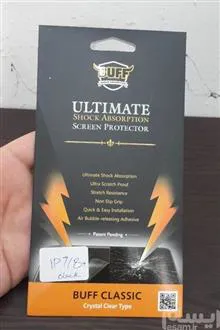 BUFF
ULTIMATE
SHOCK ABSORPTION
SCREEN PROTECTOR
Ultimate Shock Absorption
Ultra Scratch Proof
Stretch Resistance
Non Slip Grip
Quick & Easy Installation
Air Bubble-releasing Adhesive
Patent Pending
BUFF CLASSIC
Crystal Clear Type